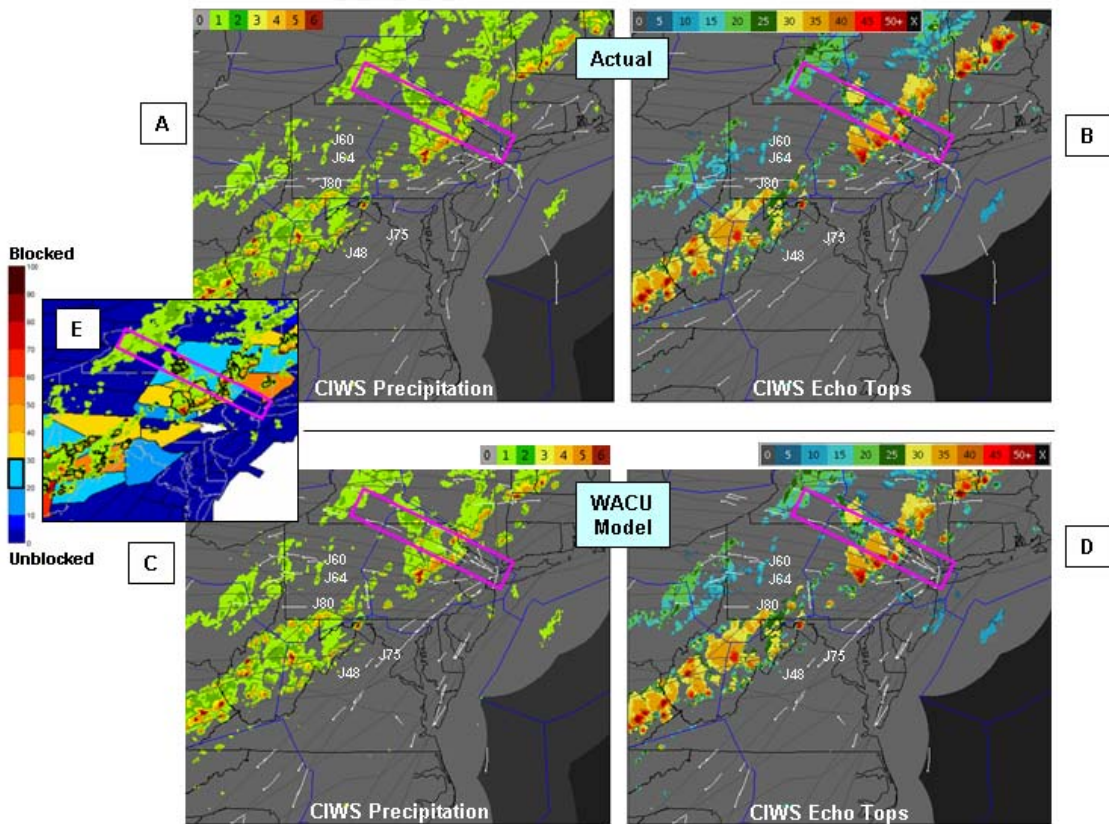 0 1 2 3 4 5 6
0 5 10 15 20 25 30 35 40 45 50+ X
Actual
A
B
J60
J64
J80
J75
J48
CIWS Precipitation
J60
J64
J80
J75
J48
CIWS Echo Tops
Blocked
100
90
80
70
60
50
40
30
20
10
0
Unblocked
E
0 1 2 3 4 5 6
0 5 10 15 20 25 30 35 40 45 50+ X
WACU
Model
C
D
J60
J64
J80
J75
J48
CIWS Precipitation
J60
J64
J80
J75
J48
CIWS Echo Tops